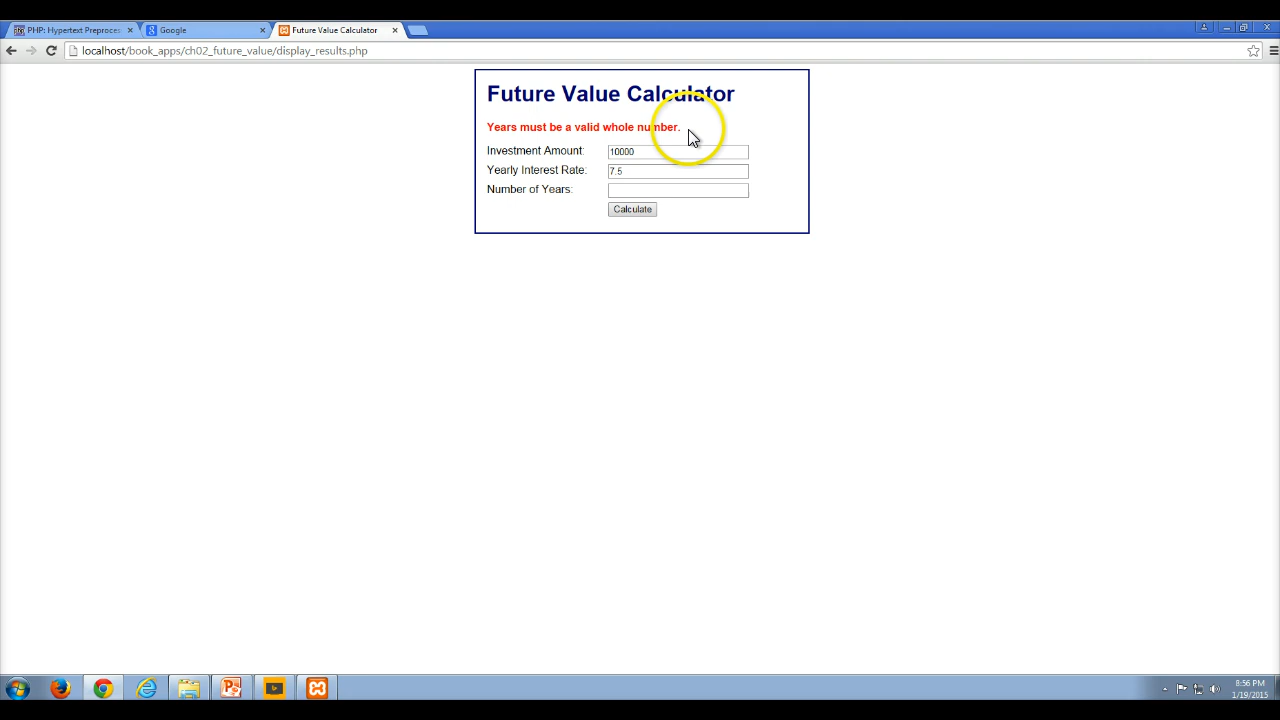 PHP: Hypertext Preproces
Google
Future Value Calculator
localhost/book_apps/ch02_future_value/display_results.php
Future Value Calculator
Years must be a valid whole number.
Investment Amount: 10000
Yearly Interest Rate: 7.5
Number of Years:
Calculate
8:56 PM
1/19/2015